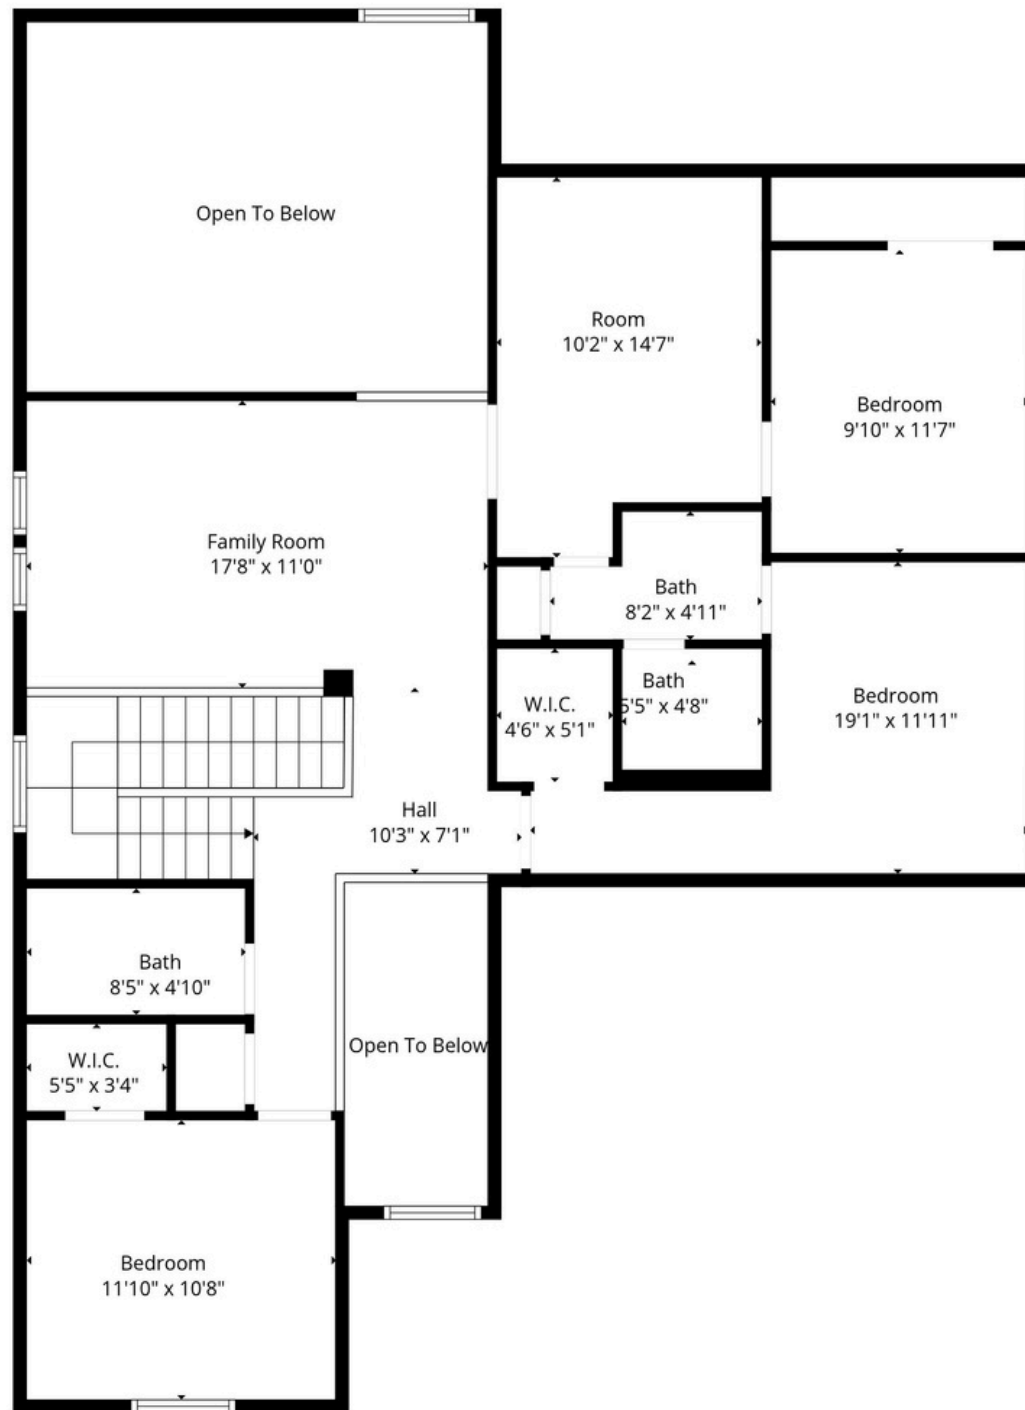 Open To Below
Room
10'2" x 14'7"
Bedroom
9'10" x 11'7"
Family Room
17'8" x 11'0"
Bath
8'2" x 4'11"
Bath
5'5" x 4'8"
W.I.C.
4'6" x 5'1"
Bedroom
19'1" x 11'11"
Hall
10'3" x 7'1"
Bath
8'5" x 4'10"
Open To Below
W.I.C.
5'5" x 3'4"
Bedroom
11'10" x 10'8"